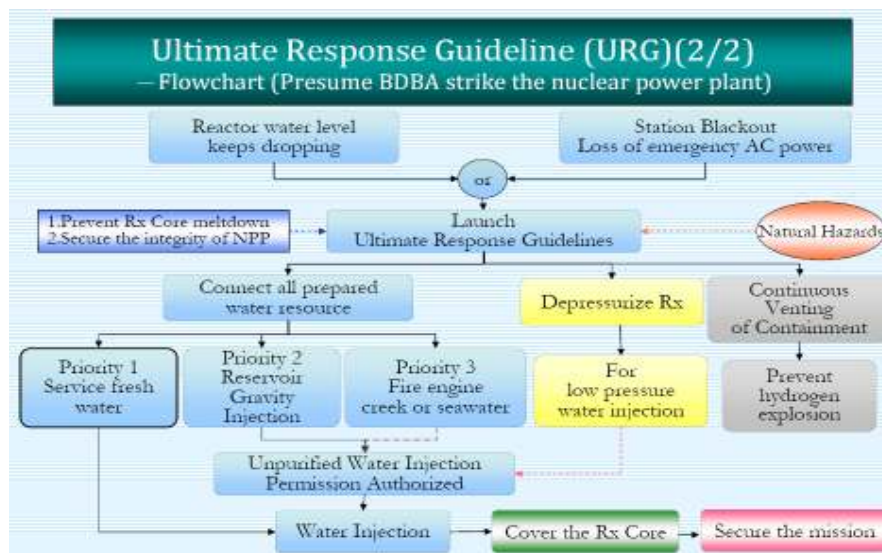 Ultimate Response Guideline (URG)(2/2)
—Flowchart (Presume BDBA strike the nuclear power plant)
Reactor water level
keeps dropping
Station Blackout
Loss of emergency AC power
or
1.Prevent Rx Core meltdown
2.Secure the integrity of NPP
Launch
Ultimate Response Guidelines
Natural Hazards
Connect all prepared
water resource
Depressurize Rx
Continuous
Venting
of Containment
Priority 1
Service fresh
water
Priority 2
Reservoir
Gravity
Injection
Priority 3
Fire engine
creek or seawater
For
low pressure
water injection
Prevent
hydrogen
explosion
Unpurified Water Injection
Permission Authorized
Water Injection
Cover the Rx Core
Secure the mission